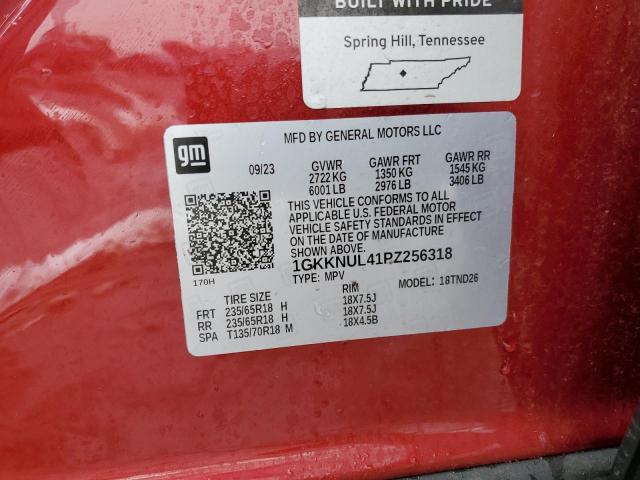 BUILT WITH PRIDE
Spring Hill, Tennessee
gm
MFD BY GENERAL MOTORS LLC
09/23 GVWR GAWR FRT GAWR RR
2722 KG 1350 KG 1545 KG
6001 LB 2976 LB 3406 LB
THIS VEHICLE CONFORMS TO ALL
APPLICABLE U.S. FEDERAL MOTOR
VEHICLE SAFETY STANDARDS IN EFFECT
ON THE DATE OF MANUFACTURE
SHOWN ABOVE.
1GKKNUL41PZ256318
170H
TYPE: MPV MODEL: 18TND26
TIRE SIZE RIM
FRT 235/65R18 H 18X7.5J
RR 235/65R18 H 18X7.5J
SPA T135/70R18 M 18X4.5B